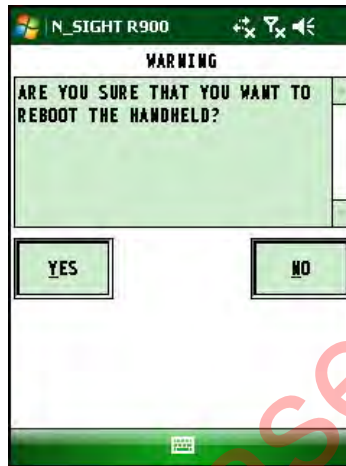 N_SIGHT R900
WARNING
ARE YOU SURE THAT YOU WANT TO
REBOOT THE HANDHELD?
YES
NO